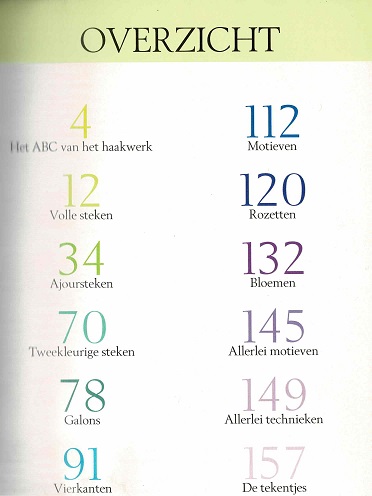 OVERZICHT
4
Het ABC van het haakwerk
12
Volle steken
34
Ajoursteken
70
Tweekleurige steken
78
Galons
91
Vierkanten
112
Motieven
120
Rozetten
132
Bloemen
145
Allerlei motieven
149
Allerlei technieken
157
De tekentjes